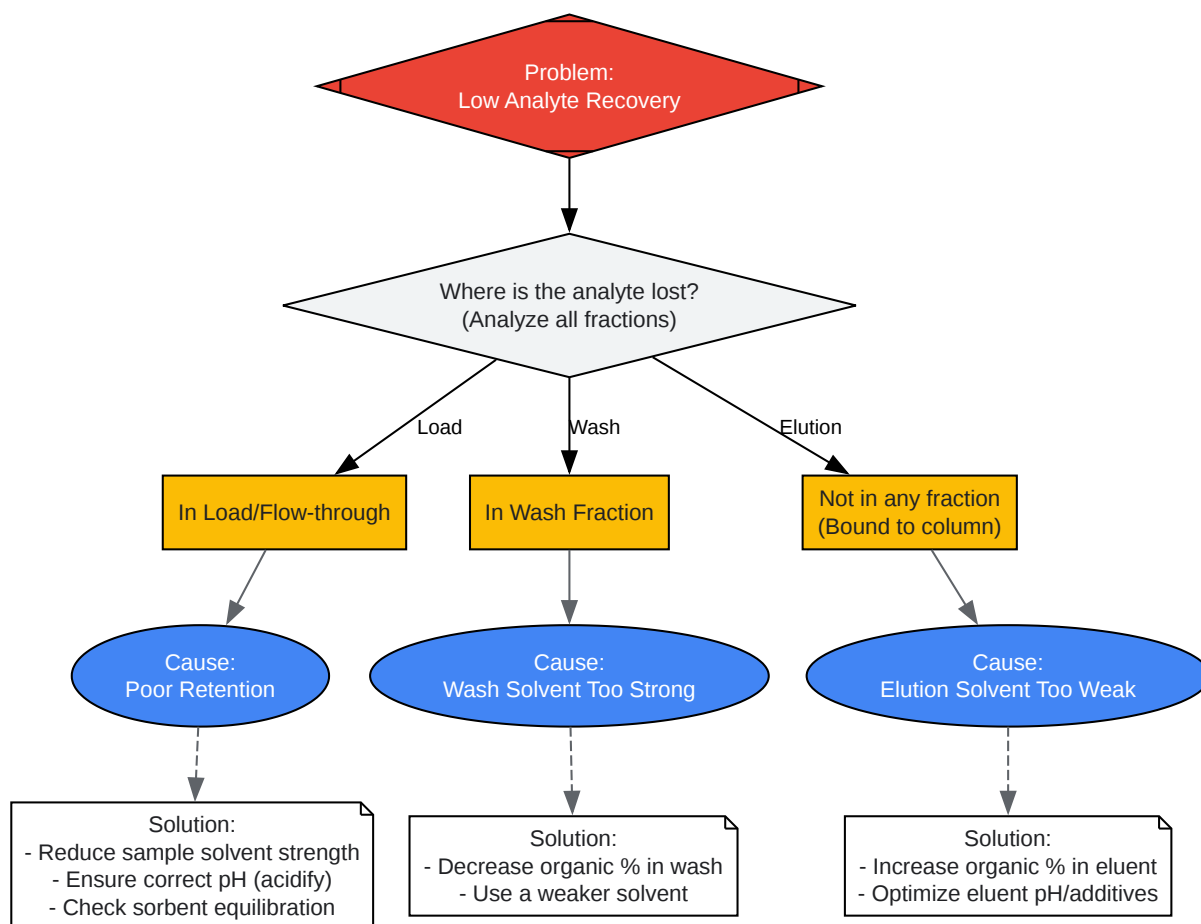 Problem:
Low Analyte Recovery
Where is the analyte lost?
(Analyze all fractions)
Load
Wash
Elution
In Load/Flow-through
In Wash Fraction
Not in any fraction
(Bound to column)
Cause:
Poor Retention
Cause:
Wash Solvent Too Strong
Cause:
Elution Solvent Too Weak
Solution:
- Reduce sample solvent strength
- Ensure correct pH (acidify)
- Check sorbent equilibration
Solution:
- Decrease organic % in wash
- Use a weaker solvent
Solution:
- Increase organic % in eluent
- Optimize eluent pH/additives